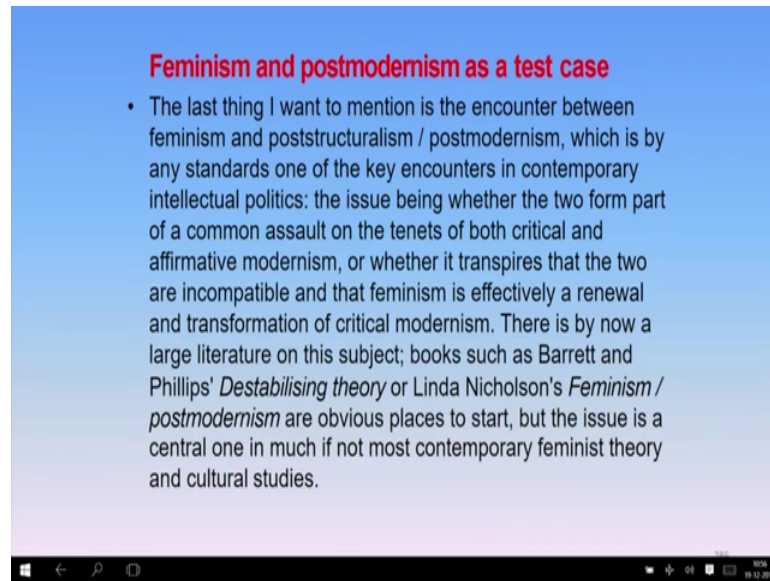 Feminism and postmodernism as a test case
• The last thing I want to mention is the encounter between
feminism and poststructuralism / postmodernism, which is by
any standards one of the key encounters in contemporary
intellectual politics: the issue being whether the two form part
of a common assault on the tenets of both critical and
affirmative modernism, or whether it transpires that the two
are incompatible and that feminism is effectively a renewal
and transformation of critical modernism. There is by now a
large literature on this subject; books such as Barrett and
Phillips' Destabilising theory or Linda Nicholson's Feminism /
postmodernism are obvious places to start, but the issue is a
central one in much if not most contemporary feminist theory
and cultural studies.
10:56